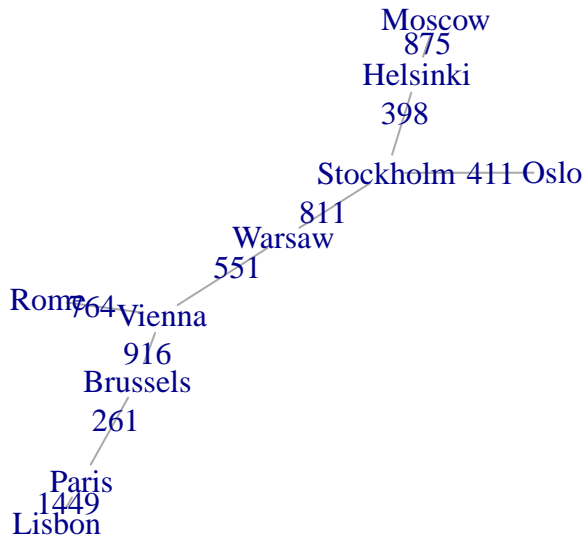 Moscow
875
Helsinki
398
Stockholm 411 Oslo
811
Warsaw
551
Rome 764 Vienna
916
Brussels
261
Paris
1449
Lisbon